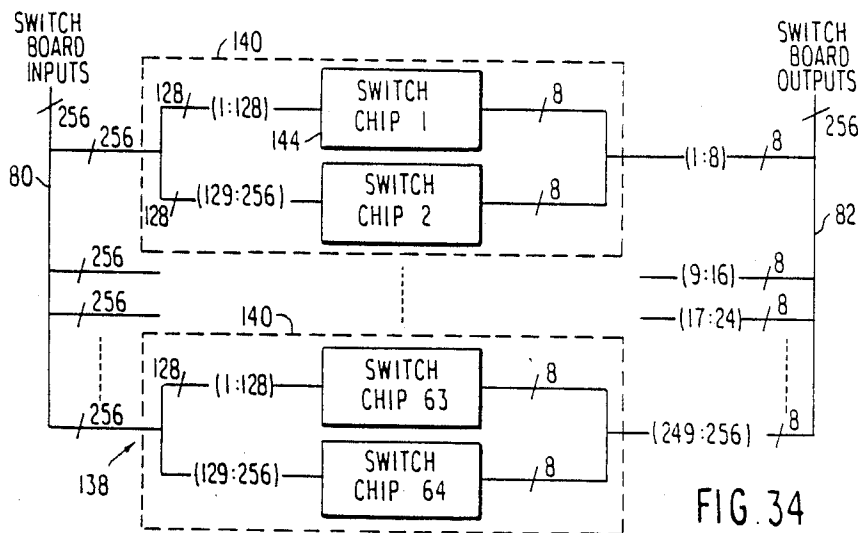 SWITCH
BOARD
INPUTS
256
256
80
140
128
(1:128)
SWITCH
CHIP 1
144
8
128
(129:256)
SWITCH
CHIP 2
8
SWITCH
BOARD
OUTPUTS
256
(1:8)
8
82
256
(9:16)
8
256
(17:24)
8
140
128
(1:128)
SWITCH
CHIP 63
8
256
(249:256)
8
138
(129:256)
SWITCH
CHIP 64
8
FIG. 34